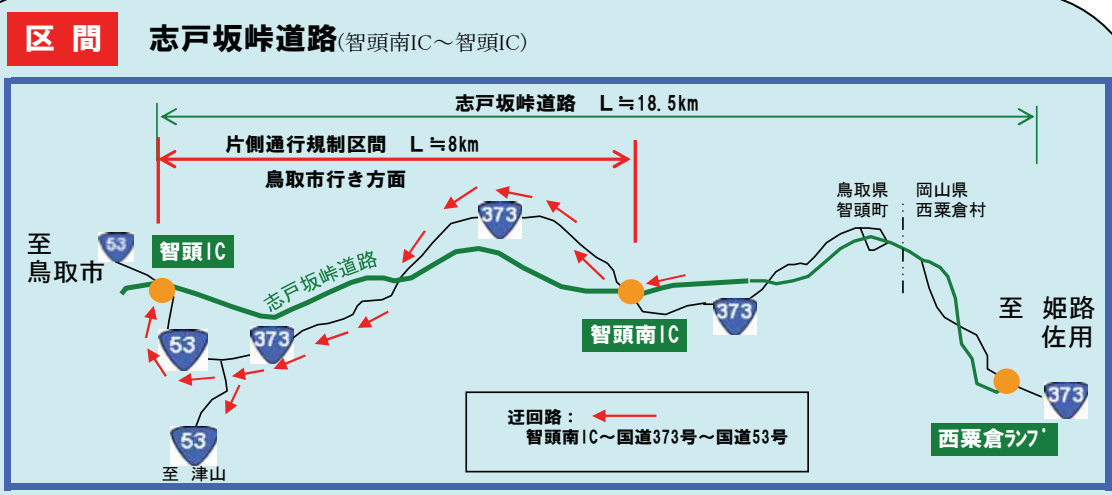 区間 志戸坂峠道路(智頭南IC～智頭IC)
志戸坂峠道路 L≒18.5km
片側通行規制区間 L≒8km
鳥取市行き方面
鳥取県
智頭町
岡山県
西粟倉村
至
鳥取市
53
智頭IC
373
志戸坂峠道路
53
373
智頭南IC
373
至 姫路
佐用
373
西粟倉ランプ
53
至 津山
迂回路：
智頭南IC～国道373号～国道53号